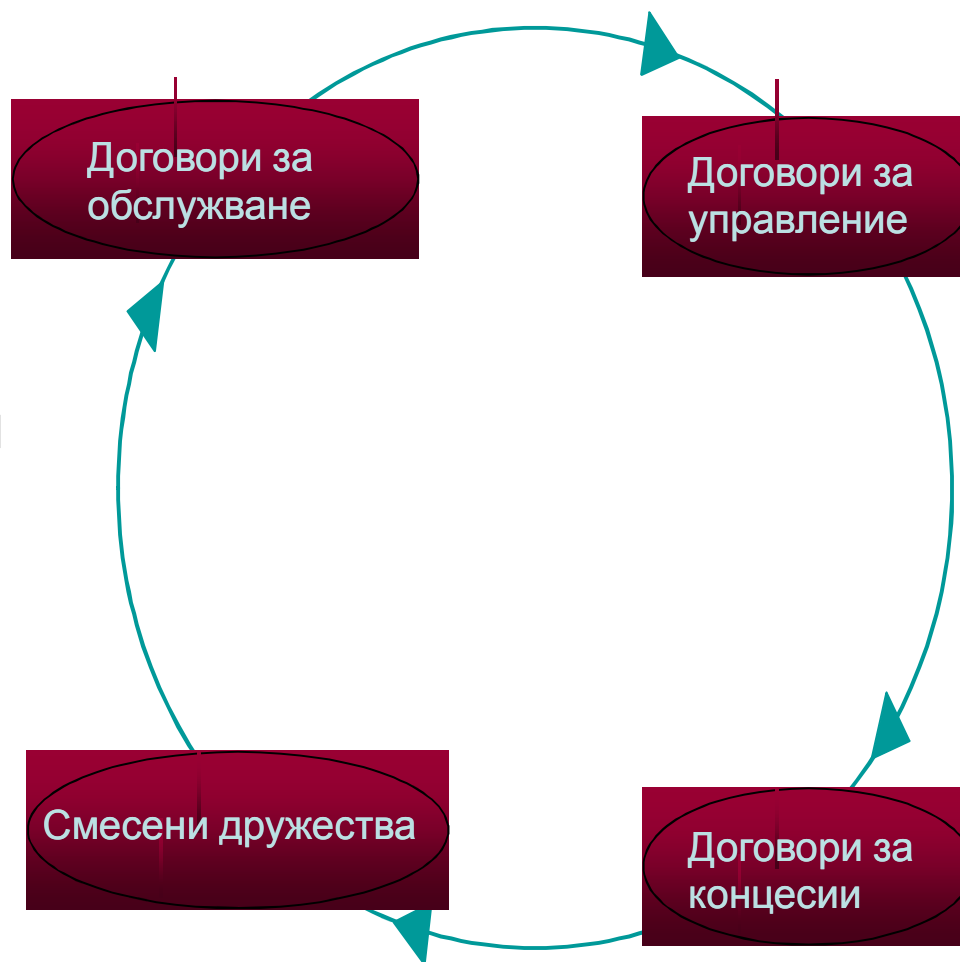 Договори за
обслужване
Договори за
управление
Смесени дружества
Договори за
концесии